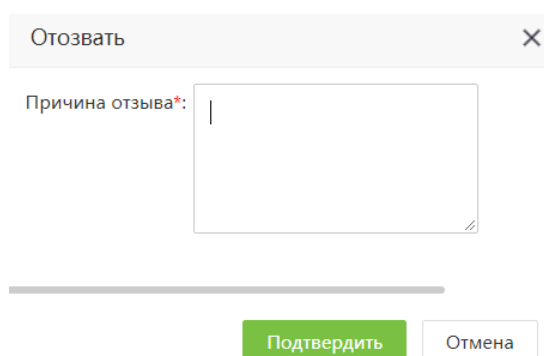 Отозвать
Причина отзыва*:
Подтвердить Отмена